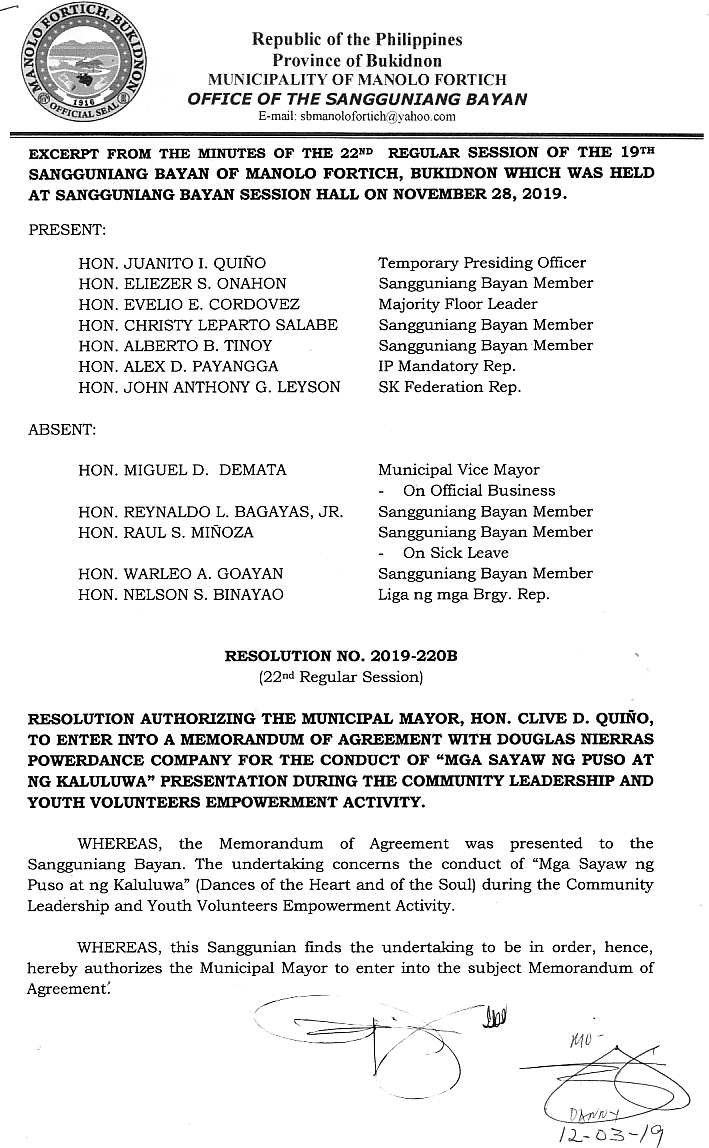 MANOLO FORTICH, BUKIDNON
1916
OFFICIAL SEAL
Republic of the Philippines
Province of Bukidnon
MUNICIPALITY OF MANOLO FORTICH
OFFICE OF THE SANGGUNIANG BAYAN
E-mail: sbmanolofortich@yahoo.com
EXCERPT FROM THE MINUTES OF THE 22ND REGULAR SESSION OF THE 19TH
SANGGUNIANG BAYAN OF MANOLO FORTICH, BUKIDNON WHICH WAS HELD
AT SANGGUNIANG BAYAN SESSION HALL ON NOVEMBER 28, 2019.
PRESENT:
HON. JUANITO I. QUIÑO Temporary Presiding Officer
HON. ELIEZER S. ONAHON Sangguniang Bayan Member
HON. EVELIO E. CORDOVEZ Majority Floor Leader
HON. CHRISTY LEPARTO SALABE Sangguniang Bayan Member
HON. ALBERTO B. TINOY Sangguniang Bayan Member
HON. ALEX D. PAYANGGA IP Mandatory Rep.
HON. JOHN ANTHONY G. LEYSON SK Federation Rep.
ABSENT:
HON. MIGUEL D. DEMATA Municipal Vice Mayor
- On Official Business
HON. REYNALDO L. BAGAYAS, JR. Sangguniang Bayan Member
HON. RAUL S. MIÑOZA Sangguniang Bayan Member
- On Sick Leave
HON. WARLEO A. GOAYAN Sangguniang Bayan Member
HON. NELSON S. BINAYAO Liga ng mga Brgy. Rep.
RESOLUTION NO. 2019-220B
(22nd Regular Session)
RESOLUTION AUTHORIZING THE MUNICIPAL MAYOR, HON. CLIVE D. QUIÑO,
TO ENTER INTO A MEMORANDUM OF AGREEMENT WITH DOUGLAS NIERRAS
POWERDANCE COMPANY FOR THE CONDUCT OF “MGA SAYAW NG PUSO AT
NG KALULUWA” PRESENTATION DURING THE COMMUNITY LEADERSHIP AND
YOUTH VOLUNTEERS EMPOWERMENT ACTIVITY.
WHEREAS, the Memorandum of Agreement was presented to the
Sangguniang Bayan. The undertaking concerns the conduct of “Mga Sayaw ng
Puso at ng Kaluluwa” (Dances of the Heart and of the Soul) during the Community
Leadership and Youth Volunteers Empowerment Activity.
WHEREAS, this Sanggunian finds the undertaking to be in order, hence,
hereby authorizes the Municipal Mayor to enter into the subject Memorandum of
Agreement.
MO -
DANNY
12-03-19